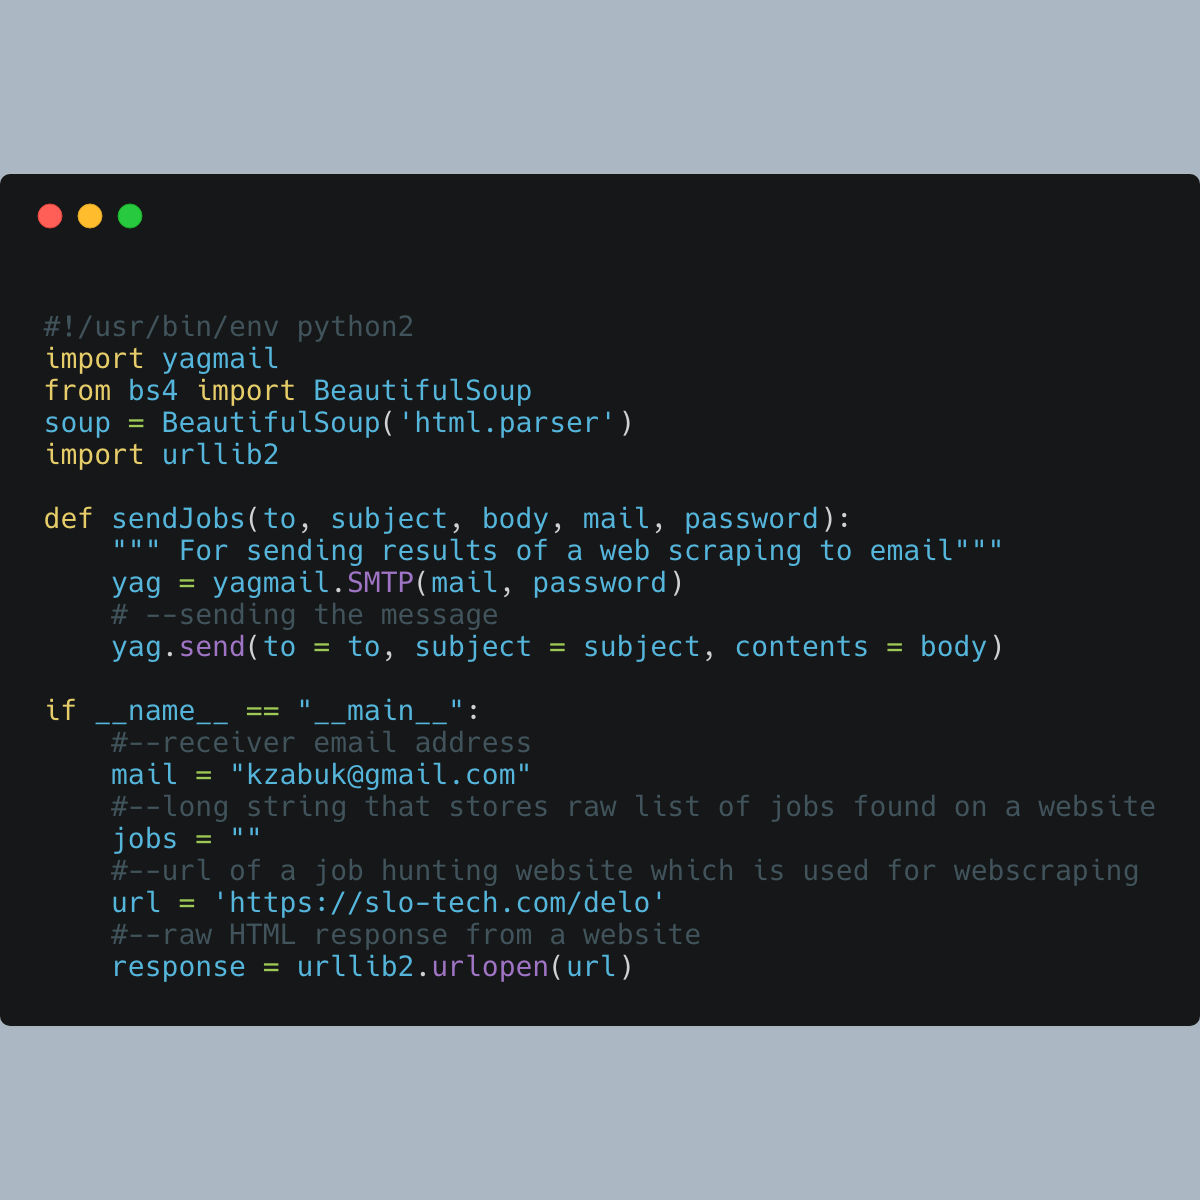 #!/usr/bin/env python2
import yagmail
from bs4 import BeautifulSoup
soup = BeautifulSoup('html.parser')
import urllib2

def sendJobs(to, subject, body, mail, password):
    """ For sending results of a web scraping to email"""
    yag = yagmail.SMTP(mail, password)
    # --sending the message
    yag.send(to = to, subject = subject, contents = body)

if __name__ == "__main__":
    #--receiver email address
    mail = "kzabuk@gmail.com"
    #--long string that stores raw list of jobs found on a website
    jobs = ""
    #--url of a job hunting website which is used for webscraping
    url = 'https://slo-tech.com/delo'
    #--raw HTML response from a website
    response = urllib2.urlopen(url)